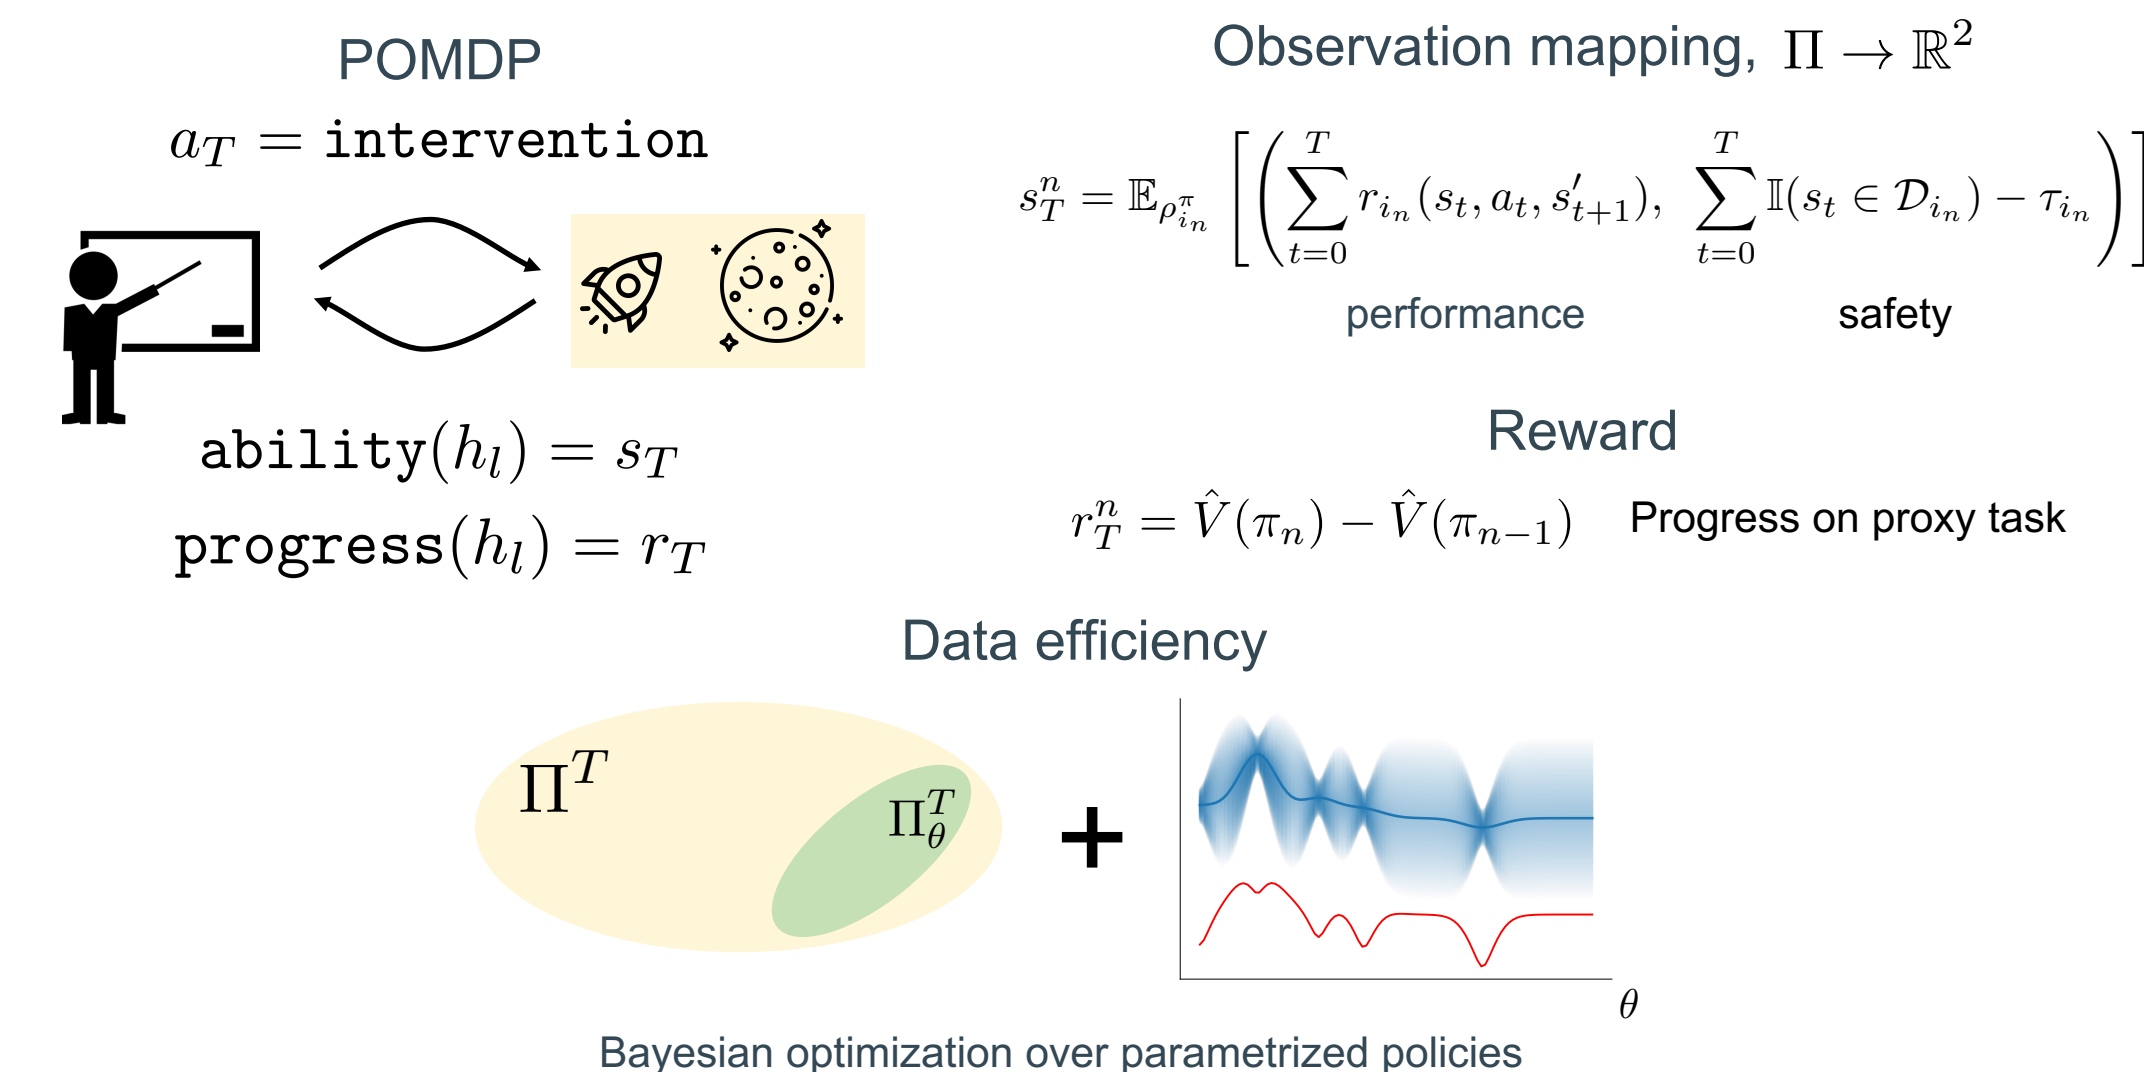 POMDP
a_T = intervention
ability(h_l) = s_T
progress(h_l) = r_T
Observation mapping, Π → ℝ²
s_T^n = 𝔼_{ρ_{i_n}^π} [ ( ∑_{t=0}^{T} r_{i_n}(s_t, a_t, s'_{t+1}), ∑_{t=0}^{T} 𝕀(s_t ∈ 𝒟_{i_n}) − τ_{i_n} ) ]
performance safety
Reward
r_T^n = V̂(π_n) − V̂(π_{n−1}) Progress on proxy task
Data efficiency
Π^T
Π_θ^T
+
θ
Bayesian optimization over parametrized policies